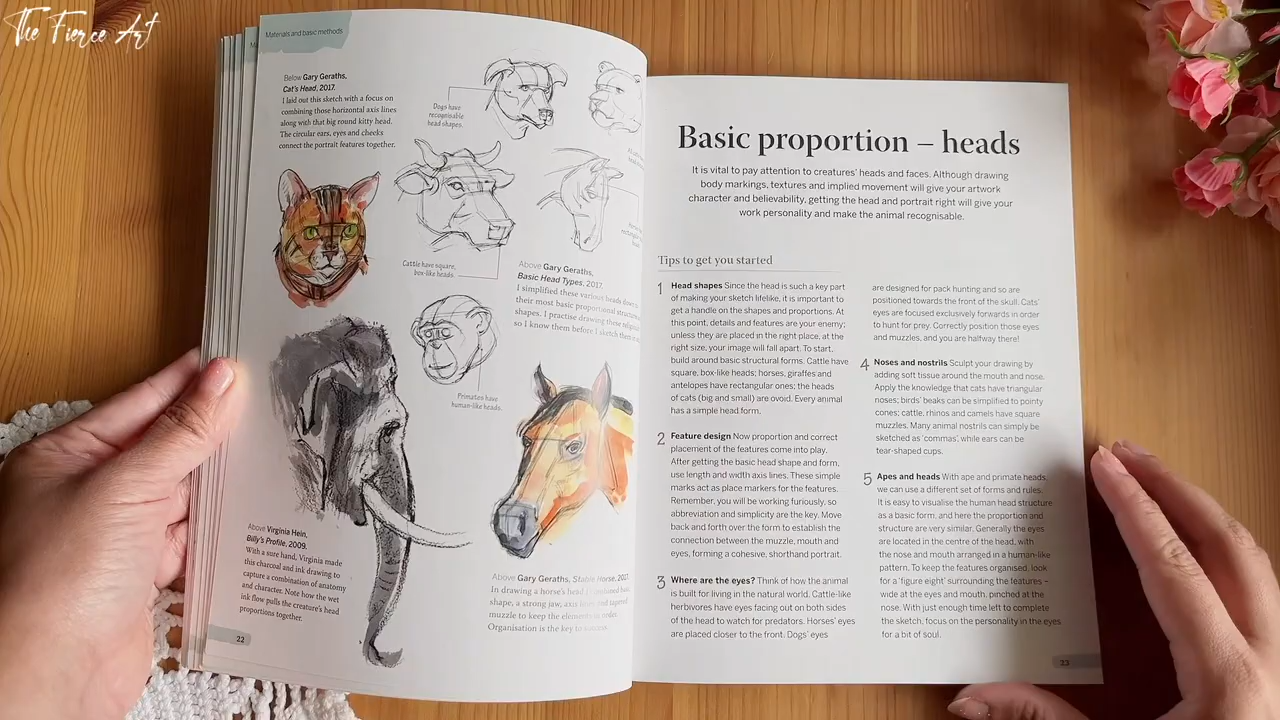 The Fierce Art
Materials and basic methods
Below Gary Geraths,
Cat's Head, 2017.
I laid out this sketch with a focus on
combining those horizontal axis lines
along with that big round kitty head.
The circular ears, eyes and cheeks
connect the portrait features together.
Dogs have
recognisable
head shapes.
Cattle have square,
box-like heads.
Above Gary Geraths,
Basic Head Types, 2017.
I simplified these various heads down
their most basic proportional structures
shapes. I practise drawing these
so I know them before I sketch them
Primates have
human-like heads.
Above Virginia Hein,
Billy's Profile, 2009.
With a sure hand, Virginia made
this charcoal and ink drawing to
capture a combination of anatomy
and character. Note how the wet
ink flow pulls the creature's head
proportions together.
Above Gary Geraths, Stable Horse, 2017.
In drawing a horse's head I
shape, a strong jaw, axis lines and tapered
muzzle to keep the elements in order.
Organisation is the key to success.
22
Basic proportion – heads
It is vital to pay attention to creatures' heads and faces. Although drawing
body markings, textures and implied movement will give your artwork
character and believability, getting the head and portrait right will give your
work personality and make the animal recognisable.
Tips to get you started
1 Head shapes Since the head is such a key part
of making your sketch lifelike, it is important to
get a handle on the shapes and proportions. At
this point, details and features are your enemy;
unless they are placed in the right place, at the
right size, your image will fall apart. To start,
build around basic structural forms. Cattle have
square, box-like heads; horses, giraffes and
antelopes have rectangular ones; the heads
of cats (big and small) are ovoid. Every animal
has a simple head form.
2 Feature design Now proportion and correct
placement of the features come into play.
After getting the basic head shape and form,
use length and width axis lines. These simple
marks act as place markers for the features.
Remember, you will be working furiously, so
abbreviation and simplicity are the key. Move
back and forth over the form to establish the
connection between the muzzle, mouth and
eyes, forming a cohesive, shorthand portrait.
3 Where are the eyes? Think of how the animal
is built for living in the natural world. Cattle-like
herbivores have eyes facing out on both sides
of the head to watch for predators. Horses' eyes
are placed closer to the front. Dogs' eyes
are designed for pack hunting and so are
positioned towards the front of the skull. Cats'
eyes are focused exclusively forwards in order
to hunt for prey. Correctly position those eyes
and muzzles, and you are halfway there!
4 Noses and nostrils Sculpt your drawing by
adding soft tissue around the mouth and nose.
Apply the knowledge that cats have triangular
noses; birds' beaks can be simplified to pointy
cones; cattle, rhinos and camels have square
muzzles. Many animal nostrils can simply be
sketched as 'commas', while ears can be
tear-shaped cups.
5 Apes and heads With ape and primate heads,
we can use a different set of forms and rules.
It is easy to visualise the human head structure
as a basic form, and here the proportion and
structure are very similar. Generally the eyes
are located in the centre of the head, with
the nose and mouth arranged in a human-like
pattern. To keep the features organised, look
for a 'figure eight' surrounding the features –
wide at the eyes and mouth, pinched at the
nose. With just enough time left to complete
the sketch, focus on the personality in the eyes
for a bit of soul.
23